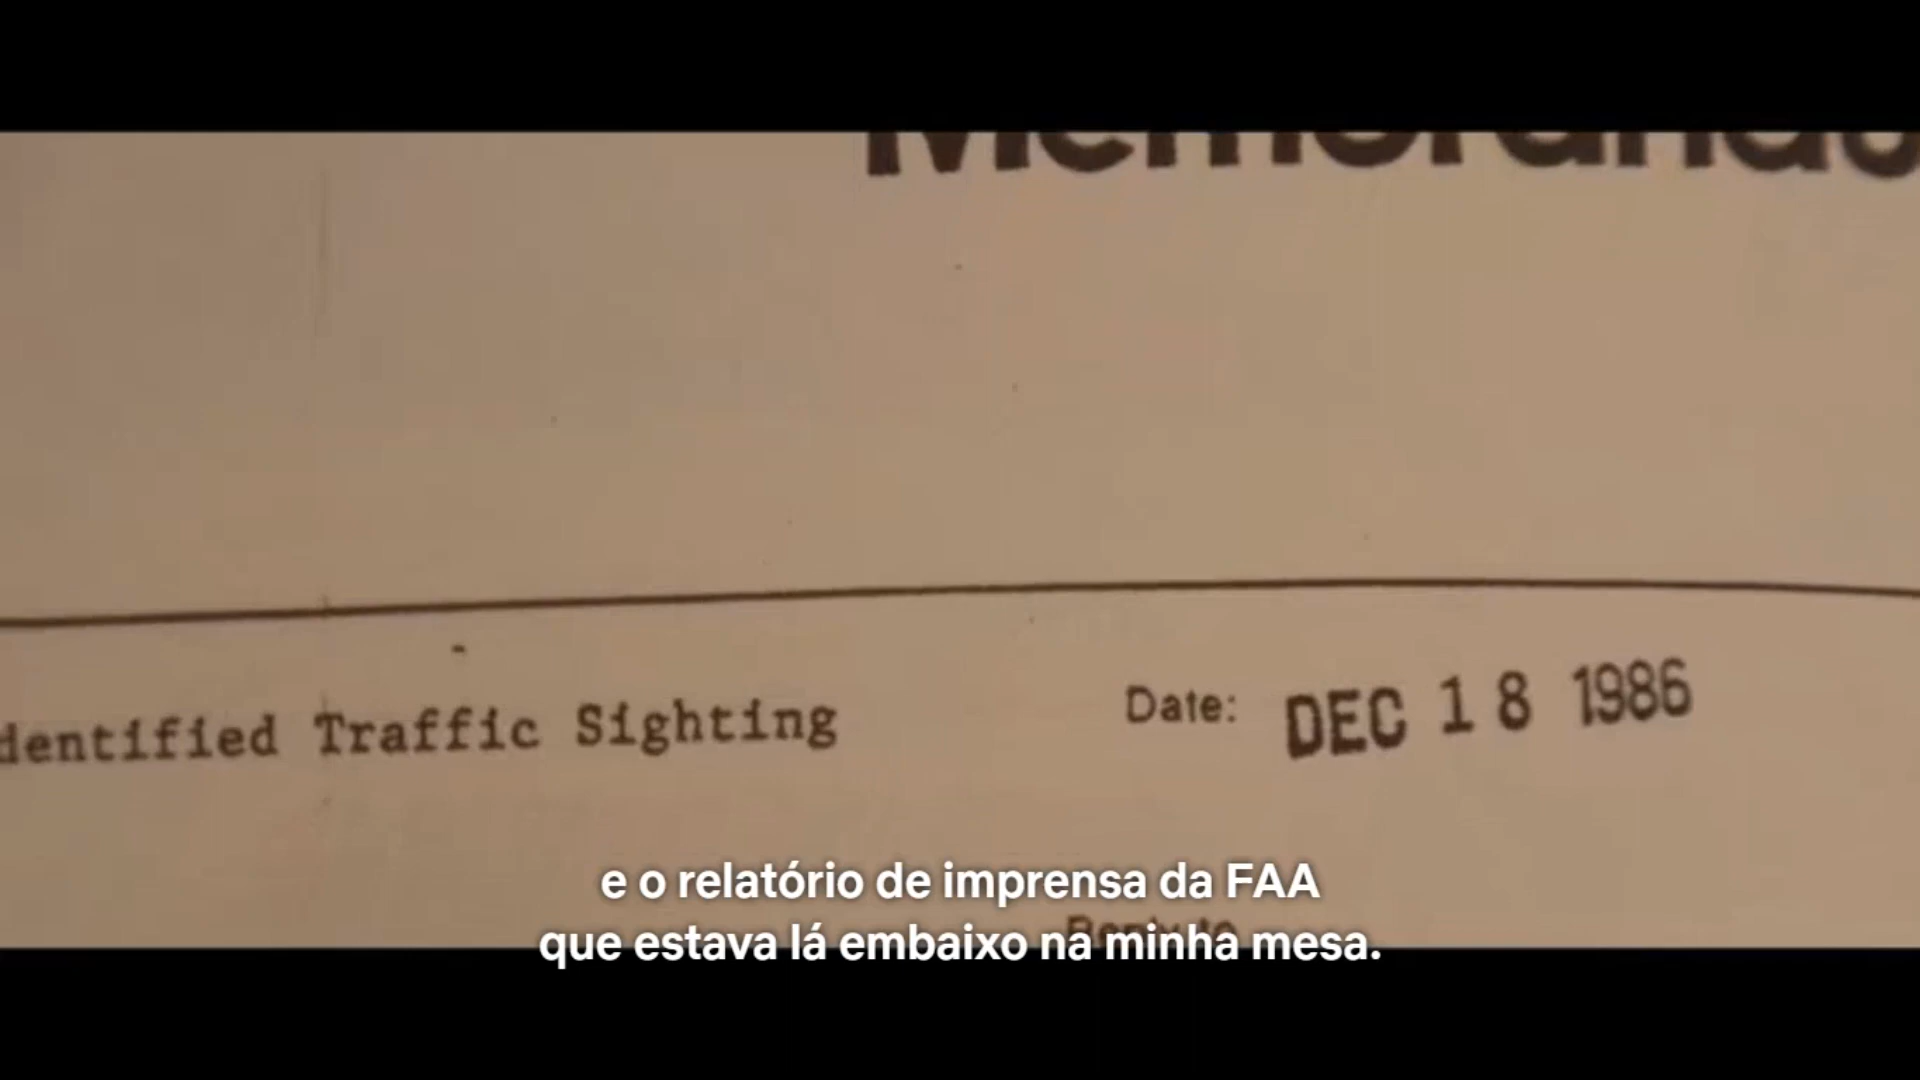 dentified Traffic Sighting
Date: DEC 18 1986
e o relatório de imprensa da FAA
que estava lá embaixo na minha mesa.